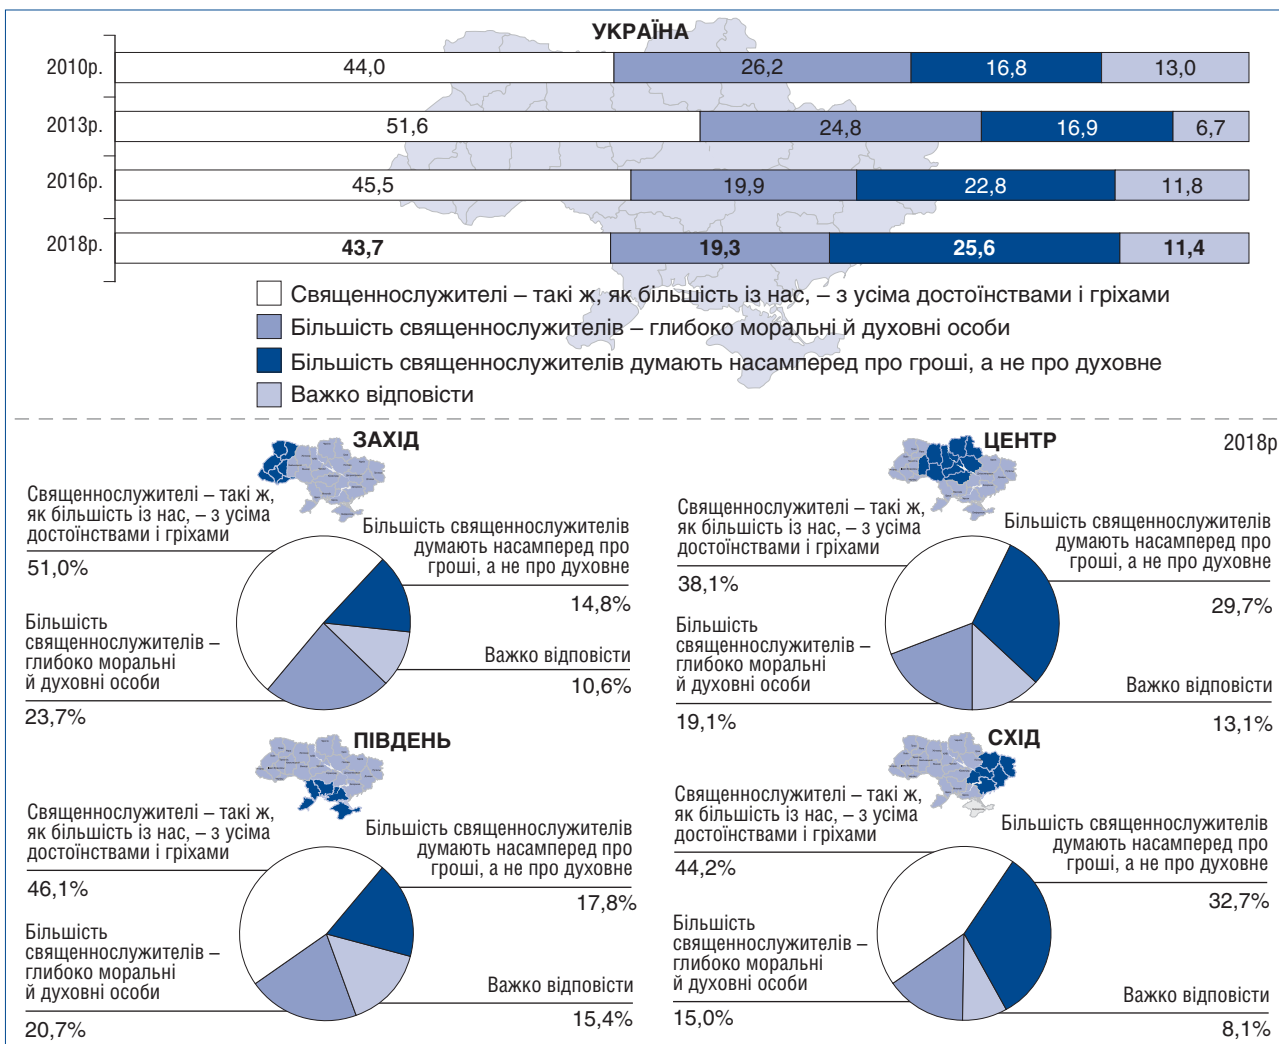 УКРАЇНА
2010р.
44,0
26,2
16,8
13,0
2013р.
51,6
24,8
16,9
6,7
2016р.
45,5
19,9
22,8
11,8
2018р.
43,7
19,3
25,6
11,4
Священнослужителі – такі ж, як більшість із нас, – з усіма достоїнствами і гріхами
Більшість священнослужителів – глибоко моральні й духовні особи
Більшість священнослужителів думають насамперед про гроші, а не про духовне
Важко відповісти
2018р
ЗАХІД
Священнослужителі – такі ж,
як більшість із нас, – з усіма
достоїнствами і гріхами
51,0%
Більшість священнослужителів
думають насамперед про
гроші, а не про духовне
14,8%
Більшість
священнослужителів –
глибоко моральні
й духовні особи
23,7%
Важко відповісти
10,6%
ЦЕНТР
Священнослужителі – такі ж,
як більшість із нас, – з усіма
достоїнствами і гріхами
38,1%
Більшість священнослужителів
думають насамперед про
гроші, а не про духовне
29,7%
Більшість
священнослужителів –
глибоко моральні
й духовні особи
19,1%
Важко відповісти
13,1%
ПІВДЕНЬ
Священнослужителі – такі ж,
як більшість із нас, – з усіма
достоїнствами і гріхами
46,1%
Більшість священнослужителів
думають насамперед про
гроші, а не про духовне
17,8%
Більшість
священнослужителів –
глибоко моральні
й духовні особи
20,7%
Важко відповісти
15,4%
СХІД
Священнослужителі – такі ж,
як більшість із нас, – з усіма
достоїнствами і гріхами
44,2%
Більшість священнослужителів
думають насамперед про
гроші, а не про духовне
32,7%
Більшість
священнослужителів –
глибоко моральні
й духовні особи
15,0%
Важко відповісти
8,1%